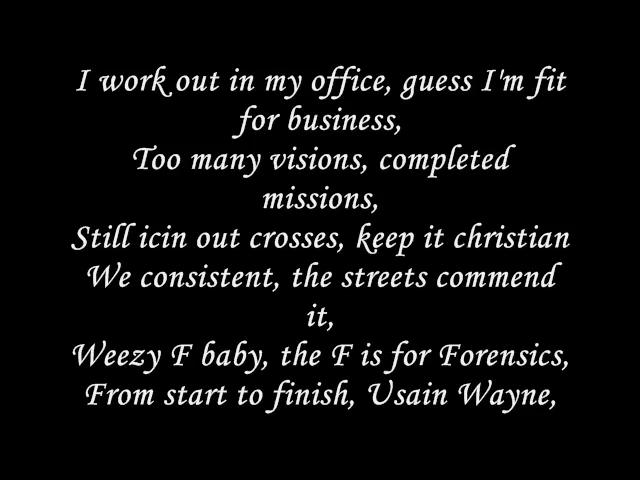 I work out in my office, guess I'm fit
for business,
Too many visions, completed
missions,
Still icin out crosses, keep it christian
We consistent, the streets commend
it,
Weezy F baby, the F is for Forensics,
From start to finish, Usain Wayne,